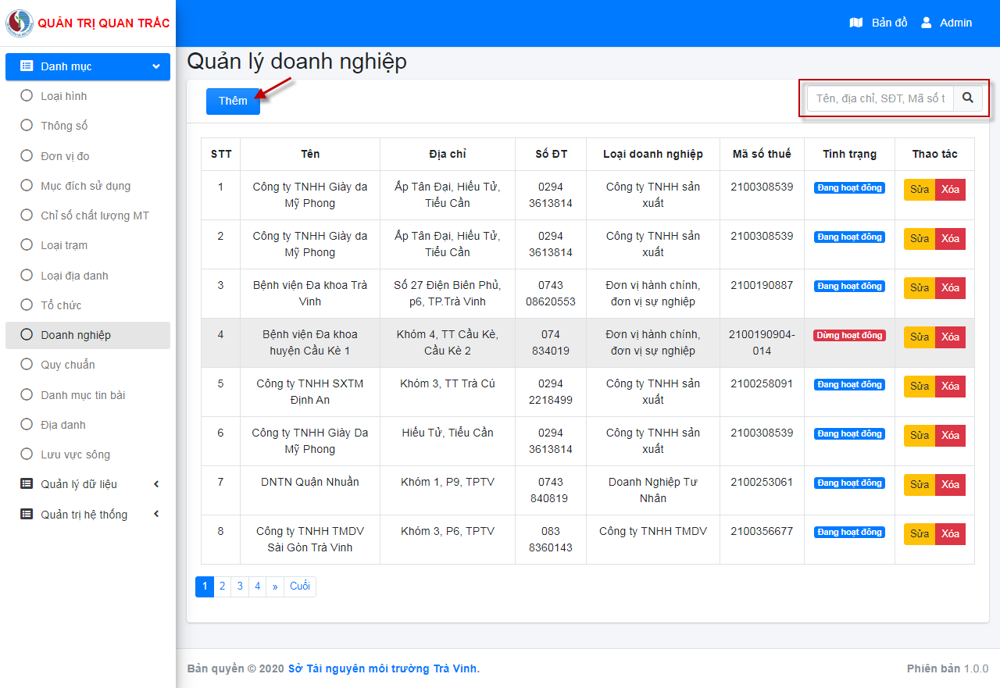 QUẢN TRỊ QUAN TRẮC
Bản đồ Admin
Danh mục
Loại hình
Thông số
Đơn vị đo
Mục đích sử dụng
Chỉ số chất lượng MT
Loại trạm
Loại địa danh
Tổ chức
Doanh nghiệp
Quy chuẩn
Danh mục tin bài
Địa danh
Lưu vực sông
Quản lý dữ liệu
Quản trị hệ thống
Quản lý doanh nghiệp
Thêm
Tên, địa chỉ, SĐT, Mã số t
STT Tên Địa chỉ Số ĐT Loại doanh nghiệp Mã số thuế Tình trạng Thao tác
1 Công ty TNHH Giày da Ấp Tân Đại, Hiếu Tử, 0294 Công ty TNHH sản 2100308539 Đang hoạt đông Sửa Xóa
Mỹ Phong Tiểu Cần 3613814 xuất
2 Công ty TNHH Giày da Ấp Tân Đại, Hiếu Tử, 0294 Công ty TNHH sản 2100308539 Đang hoạt đông Sửa Xóa
Mỹ Phong Tiểu Cần 3613814 xuất
3 Bệnh viện Đa khoa Trà Số 27 Điện Biên Phủ, 0743 Đơn vị hành chính, 2100190887 Đang hoạt đông Sửa Xóa
Vinh p6, TP.Trà Vinh 08620553 đơn vị sự nghiệp
4 Bệnh viện Đa khoa Khóm 4, TT Cầu Kè, 074 Đơn vị hành chính, 2100190904- Dừng hoạt đông Sửa Xóa
huyện Cầu Kè 1 Cầu Kè 2 834019 đơn vị sự nghiệp 014
5 Công ty TNHH SXTM Khóm 3, TT Trà Cú 0294 Công ty TNHH sản 2100258091 Đang hoạt đông Sửa Xóa
Định An 2218499 xuất
6 Công ty TNHH Giày Da Hiếu Tử, Tiểu Cần 0294 Công ty TNHH sản 2100308539 Đang hoạt đông Sửa Xóa
Mỹ Phong 3613814 xuất
7 DNTN Quận Nhuần Khóm 1, P9, TPTV 0743 Doanh Nghiệp Tư 2100253061 Đang hoạt đông Sửa Xóa
840819 Nhân
8 Công ty TNHH TMDV Khóm 3, P6, TPTV 083 Công ty TNHH TMDV 2100356677 Đang hoạt đông Sửa Xóa
Sài Gòn Trà Vinh 8360143
1 2 3 4 » Cuối
Bản quyền © 2020 Sở Tài nguyên môi trường Trà Vinh. Phiên bản 1.0.0